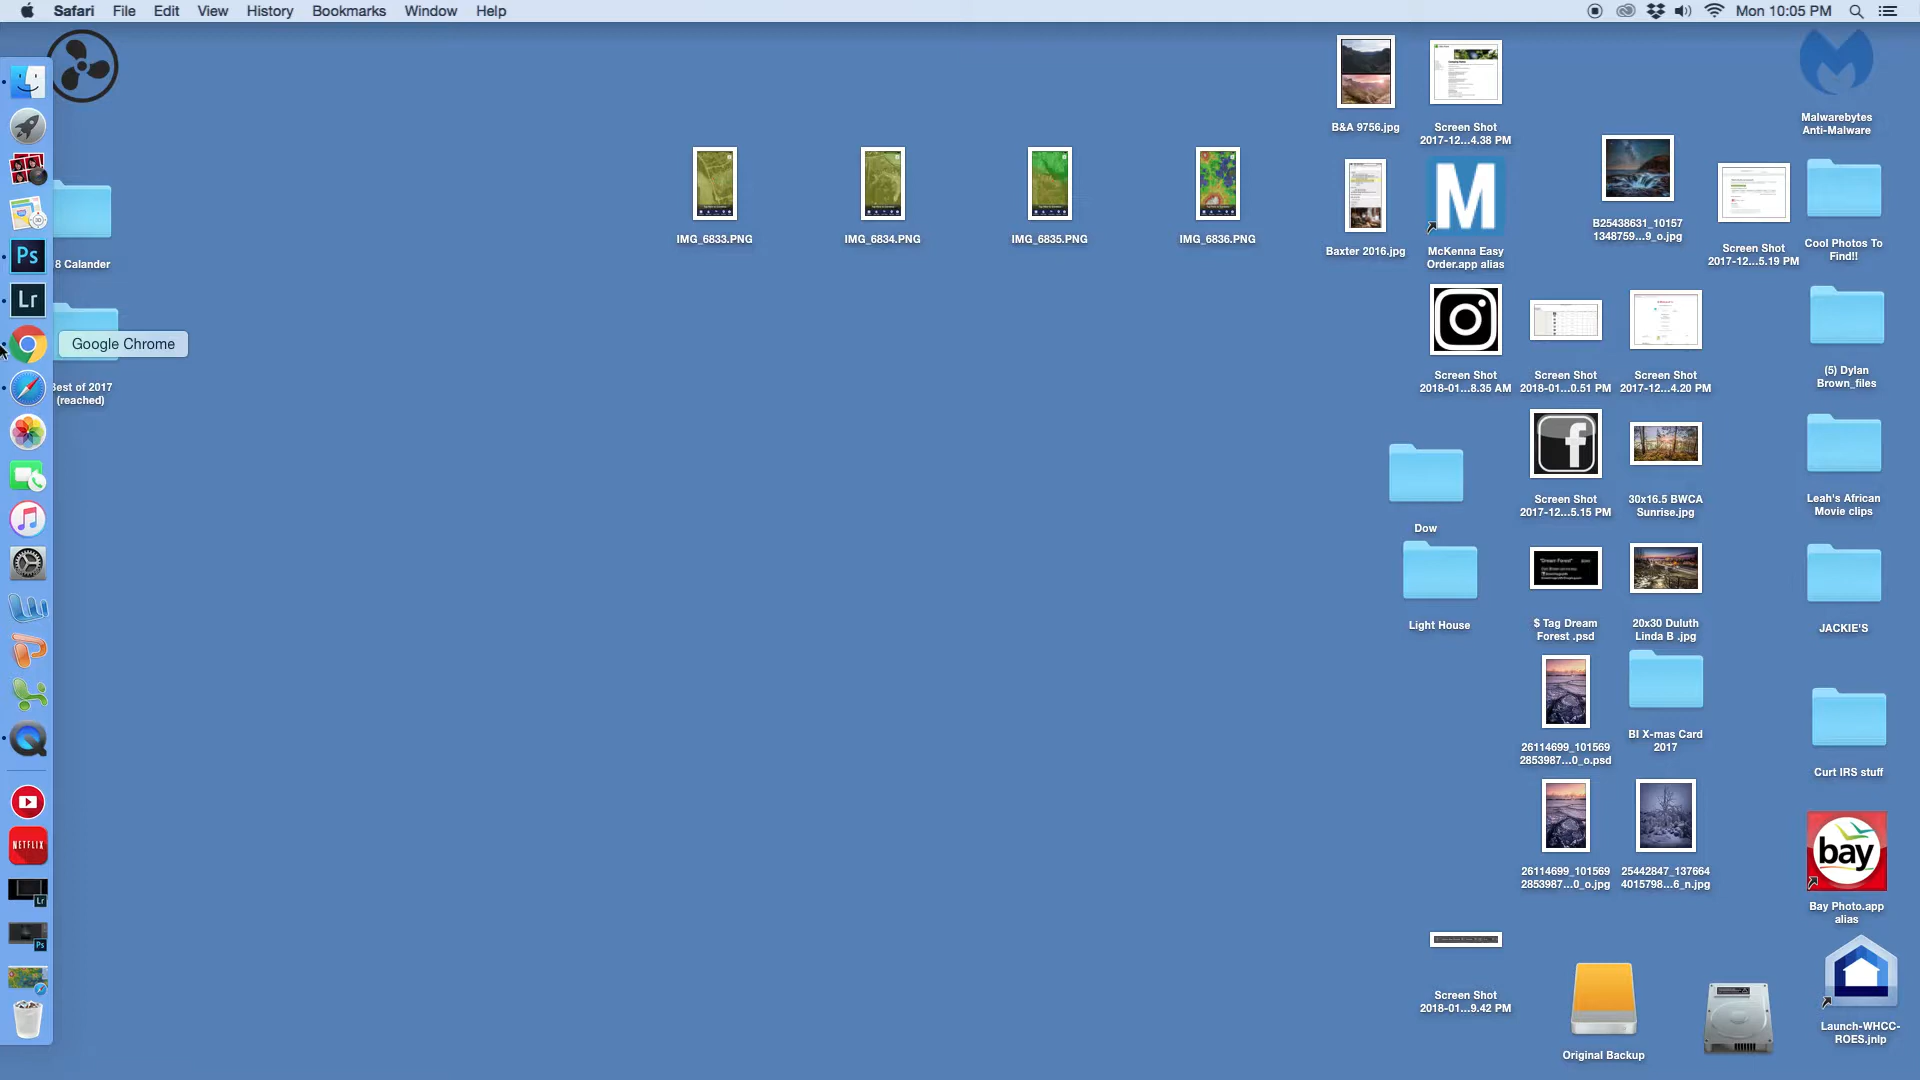 Safari File Edit View History Bookmarks Window Help
Mon 10:05 PM
8 Calander
Best of 2017
(reached)
Google Chrome
Ps
Lr
NETFLIX
Lr
Ps
IMG_6833.PNG
IMG_6834.PNG
IMG_6835.PNG
IMG_6836.PNG
B&A 9756.jpg
Screen Shot
2017-12...4.38 PM
Malwarebytes
Anti-Malware
Baxter 2016.jpg
M
McKenna Easy
Order.app alias
B25438631_10157
1348759...9_o.jpg
Screen Shot
2017-12...5.19 PM
Cool Photos To
Find!!
Screen Shot
2018-01...8.35 AM
Screen Shot
2018-01...0.51 PM
Screen Shot
2017-12...4.20 PM
(5) Dylan
Brown_files
Dow
f
Screen Shot
2017-12...5.15 PM
30x16.5 BWCA
Sunrise.jpg
Leah's African
Movie clips
Light House
"Dream Forest"
$ Tag Dream
Forest .psd
20x30 Duluth
Linda B .jpg
JACKIE'S
26114699_101569
2853987...0_o.psd
BI X-mas Card
2017
Curt IRS stuff
26114699_101569
2853987...0_o.jpg
25442847_137664
4015798...6_n.jpg
bay
Bay Photo.app
alias
Screen Shot
2018-01...9.42 PM
Original Backup
Launch-WHCC-
ROES.jnlp